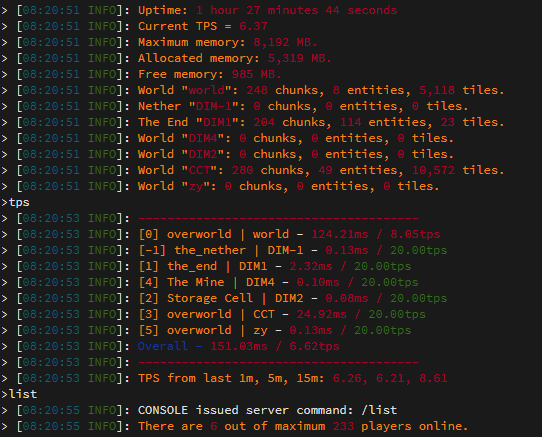 > [08:20:51 INFO]: Uptime: 1 hour 27 minutes 44 seconds
> [08:20:51 INFO]: Current TPS = 6.37
> [08:20:51 INFO]: Maximum memory: 8,192 MB.
> [08:20:51 INFO]: Allocated memory: 5,319 MB.
> [08:20:51 INFO]: Free memory: 985 MB.
> [08:20:51 INFO]: World "world": 248 chunks, 8 entities, 5,118 tiles.
> [08:20:51 INFO]: Nether "DIM-1": 0 chunks, 0 entities, 0 tiles.
> [08:20:51 INFO]: The End "DIM1": 204 chunks, 114 entities, 23 tiles.
> [08:20:51 INFO]: World "DIM4": 0 chunks, 0 entities, 0 tiles.
> [08:20:51 INFO]: World "DIM2": 0 chunks, 0 entities, 0 tiles.
> [08:20:51 INFO]: World "CCT": 280 chunks, 49 entities, 10,572 tiles.
> [08:20:51 INFO]: World "zy": 0 chunks, 0 entities, 0 tiles.
>tps
> [08:20:53 INFO]: ---------------------------------------
> [08:20:53 INFO]: [0] overworld | world - 124.21ms / 8.05tps
> [08:20:53 INFO]: [-1] the_nether | DIM-1 - 0.13ms / 20.00tps
> [08:20:53 INFO]: [1] the_end | DIM1 - 2.32ms / 20.00tps
> [08:20:53 INFO]: [4] The Mine | DIM4 - 0.10ms / 20.00tps
> [08:20:53 INFO]: [2] Storage Cell | DIM2 - 0.08ms / 20.00tps
> [08:20:53 INFO]: [3] overworld | CCT - 24.92ms / 20.00tps
> [08:20:53 INFO]: [5] overworld | zy - 0.13ms / 20.00tps
> [08:20:53 INFO]: Overall - 151.03ms / 6.62tps
> [08:20:53 INFO]: ---------------------------------------
> [08:20:53 INFO]: TPS from last 1m, 5m, 15m: 6.26, 6.21, 8.61
>list
> [08:20:55 INFO]: CONSOLE issued server command: /list
> [08:20:55 INFO]: There are 6 out of maximum 233 players online.